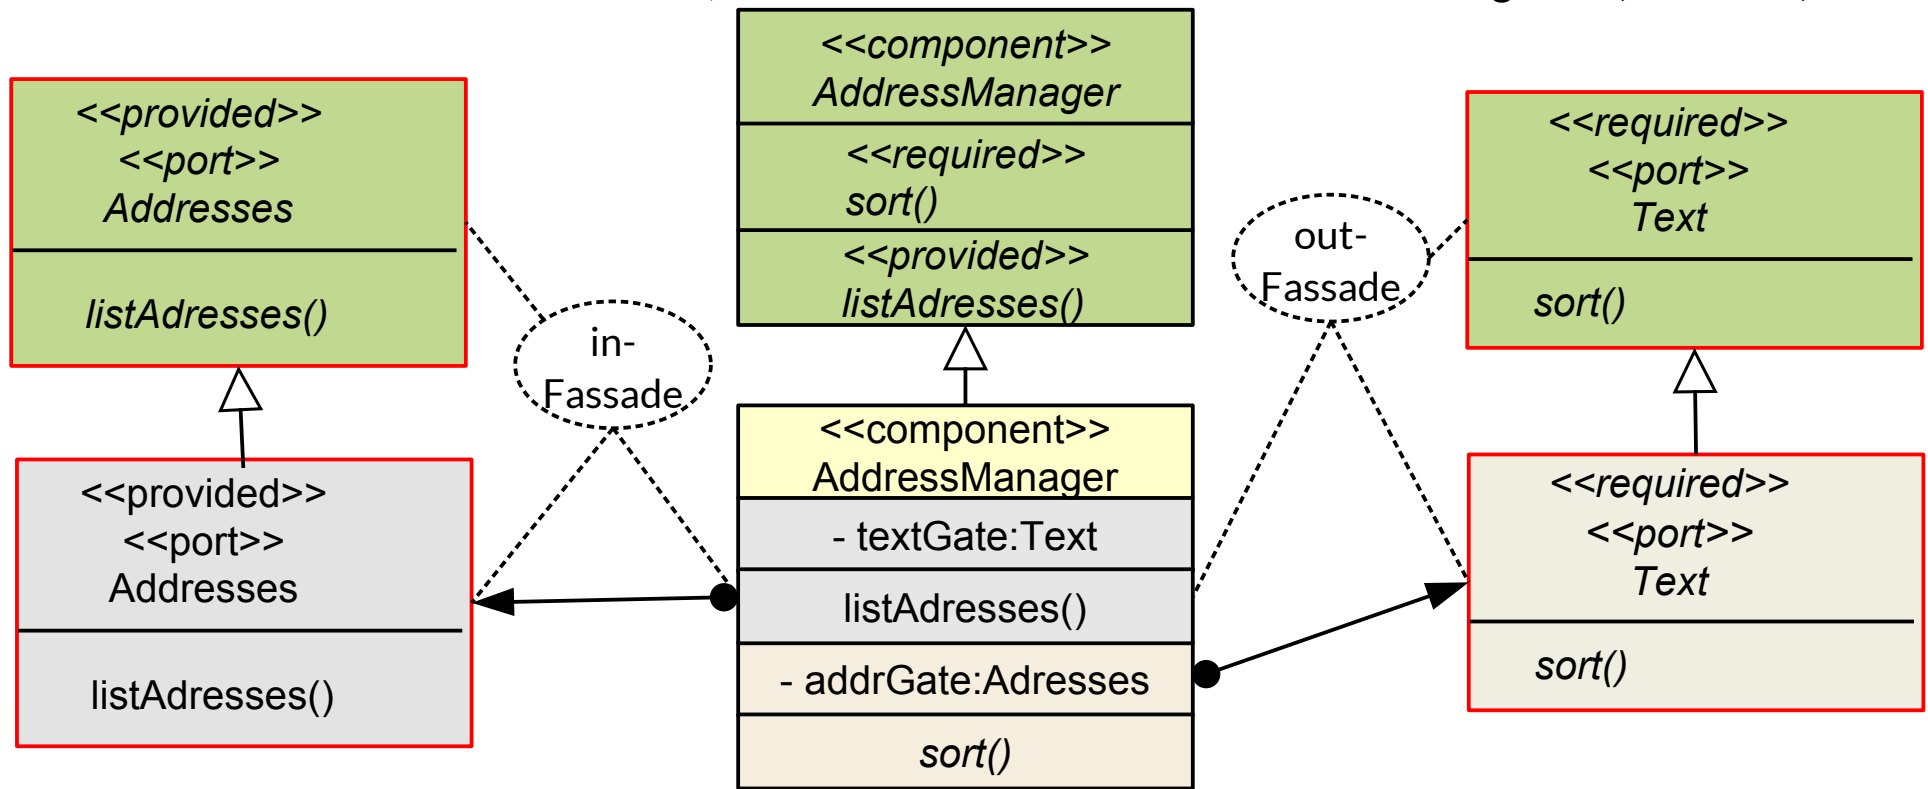 <<component>>
AddressManager
<<required>>
sort()
<<provided>>
listAdresses()
<<provided>>
<<port>>
Addresses
listAdresses()
<<required>>
<<port>>
Text
sort()
in-
Fassade
out-
Fassade
<<provided>>
<<port>>
Addresses
listAdresses()
<<component>>
AddressManager
- textGate:Text
listAdresses()
- addrGate:Adresses
sort()
<<required>>
<<port>>
Text
sort()